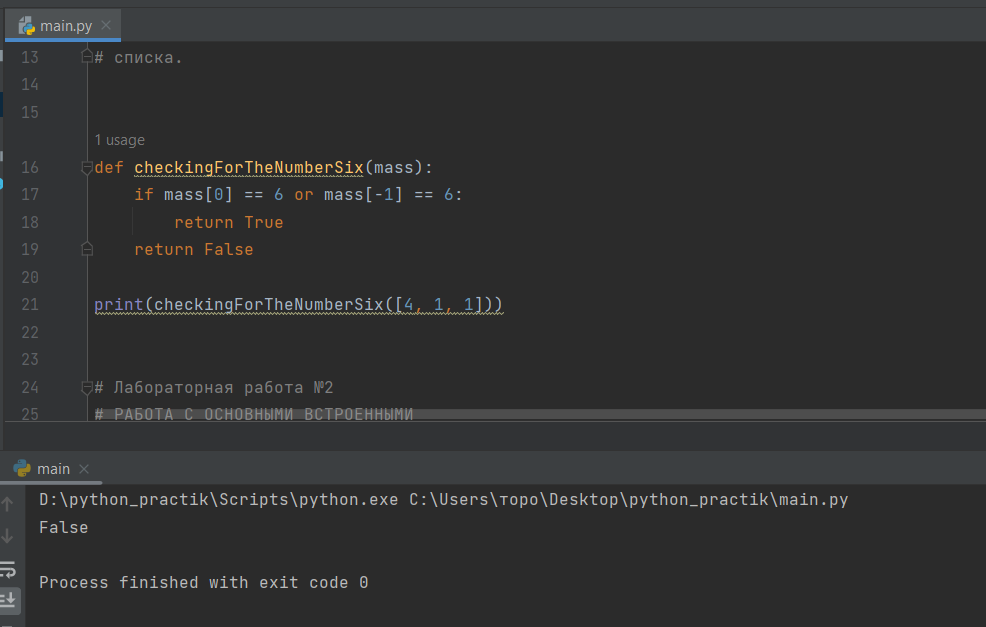 main.py
13 # списка.
14
15
1 usage
16 def checkingForTheNumberSix(mass):
17 if mass[0] == 6 or mass[-1] == 6:
18 return True
19 return False
20
21 print(checkingForTheNumberSix([4, 1, 1]))
22
23
24 # Лабораторная работа №2
25 # РАБОТА С ОСНОВНЫМИ ВСТРОЕННЫМИ
main
D:\python_practik\Scripts\python.exe C:\Users\торо\Desktop\python_practik\main.py
False
Process finished with exit code 0